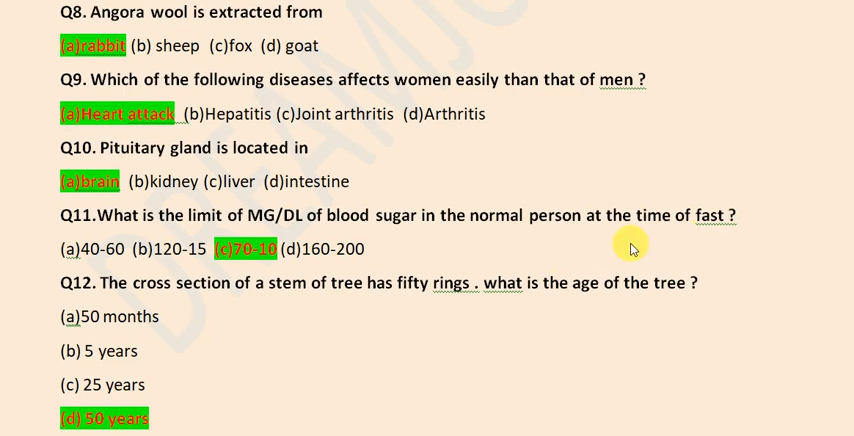 Q8. Angora wool is extracted from
(a)rabbit (b) sheep (c)fox (d) goat
Q9. Which of the following diseases affects women easily than that of men ?
(a)Heart attack (b)Hepatitis (c)Joint arthritis (d)Arthritis
Q10. Pituitary gland is located in
(a)brain (b)kidney (c)liver (d)intestine
Q11.What is the limit of MG/DL of blood sugar in the normal person at the time of fast ?
(a)40-60 (b)120-15 (c)70-10 (d)160-200
Q12. The cross section of a stem of tree has fifty rings . what is the age of the tree ?
(a)50 months
(b) 5 years
(c) 25 years
(d) 50 years